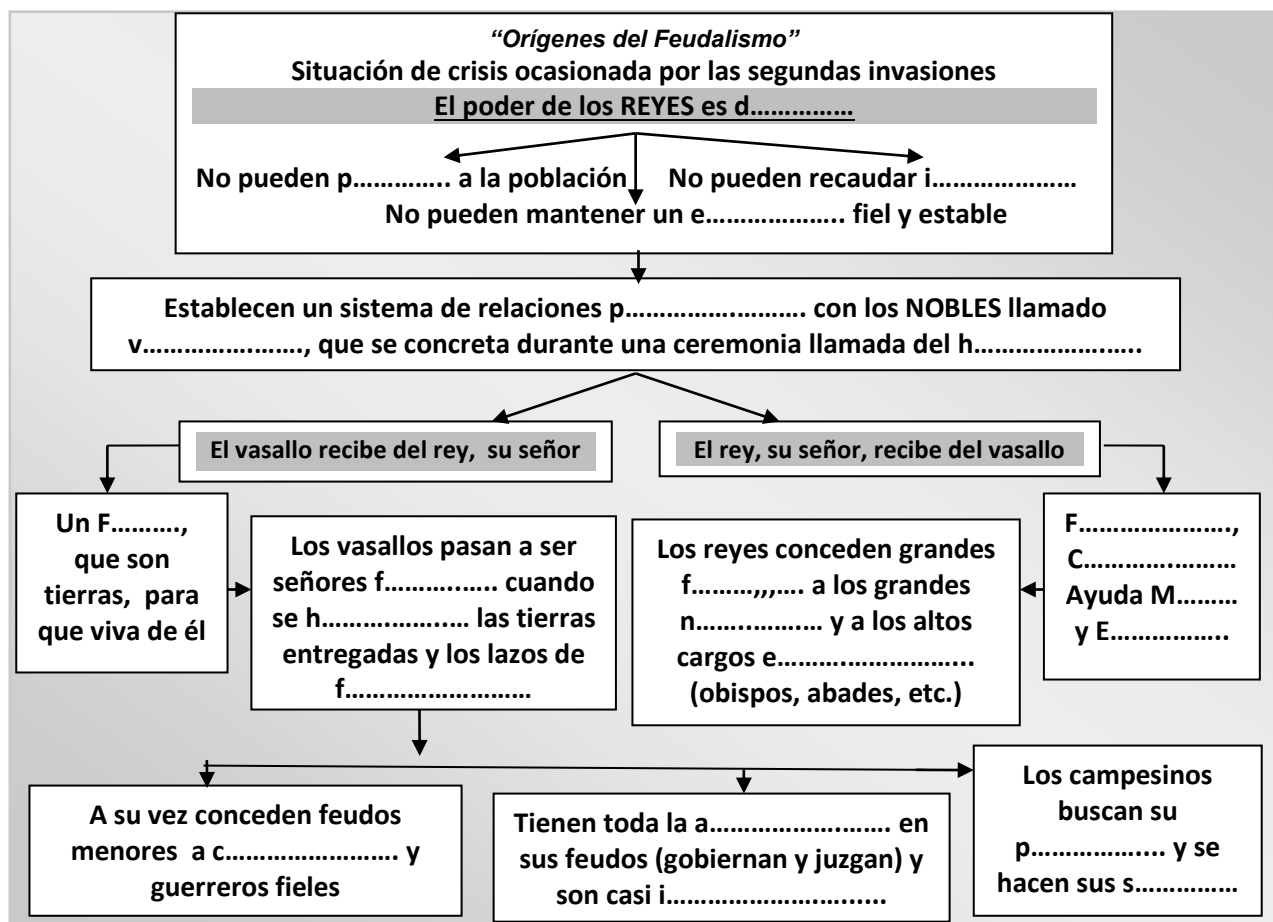 “Orígenes del Feudalismo”
Situación de crisis ocasionada por las segundas invasiones
El poder de los REYES es d……………
No pueden p………….. a la población
No pueden recaudar i…………………
No pueden mantener un e……………….. fiel y estable
Establecen un sistema de relaciones p…………….………. con los NOBLES llamado
v…………….……., que se concreta durante una ceremonia llamada del h……………….…..
El vasallo recibe del rey, su señor
El rey, su señor, recibe del vasallo
Un F……….,
que son
tierras, para
que viva de él
Los vasallos pasan a ser
señores f……….….. cuando
se h……….…..… las tierras
entregadas y los lazos de
f…………………………
Los reyes conceden grandes
f………,,,…. a los grandes
n……..…….… y a los altos
cargos e……….………………...
(obispos, abades, etc.)
F………………….,
C…………….………
Ayuda M………
y E……………..
A su vez conceden feudos
menores a c……………………. y
guerreros fieles
Tienen toda la a…………………..……. en
sus feudos (gobiernan y juzgan) y
son casi i…………………….…......
Los campesinos
buscan su
p…………….... y se
hacen sus s……………